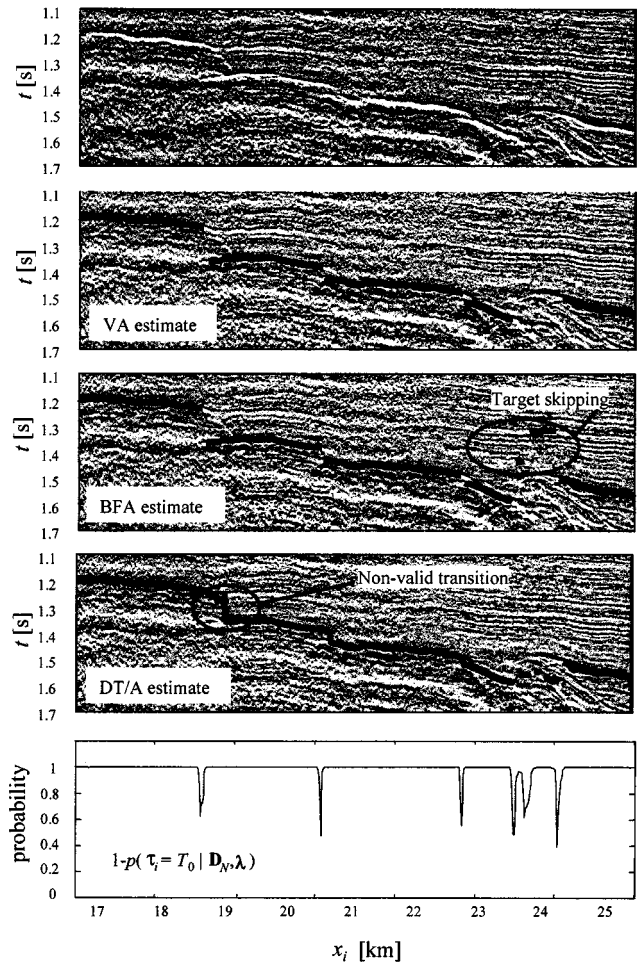 1.1
1.2
1.3
1.4
1.5
1.6
1.7
t [s]
1.1
1.2
1.3
1.4
1.5
1.6
1.7
t [s]
VA estimate
1.1
1.2
1.3
1.4
1.5
1.6
1.7
t [s]
Target skipping
BFA estimate
1.1
1.2
1.3
1.4
1.5
1.6
1.7
t [s]
Non-valid transition
DT/A estimate
probability
1
0.8
0.6
0.4
0.2
0
1-p( τi = T0 | DN,λ )
17 18 19 20 21 22 23 24 25
xi [km]